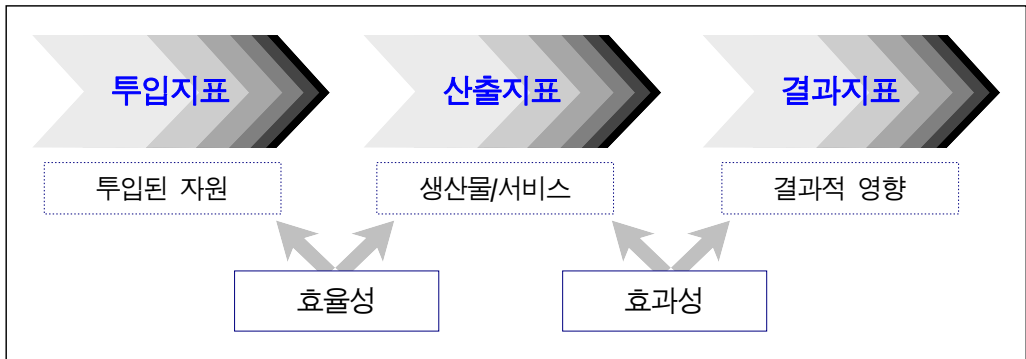 투입지표
산출지표
결과지표
투입된 자원
생산물/서비스
결과적 영향
효율성
효과성